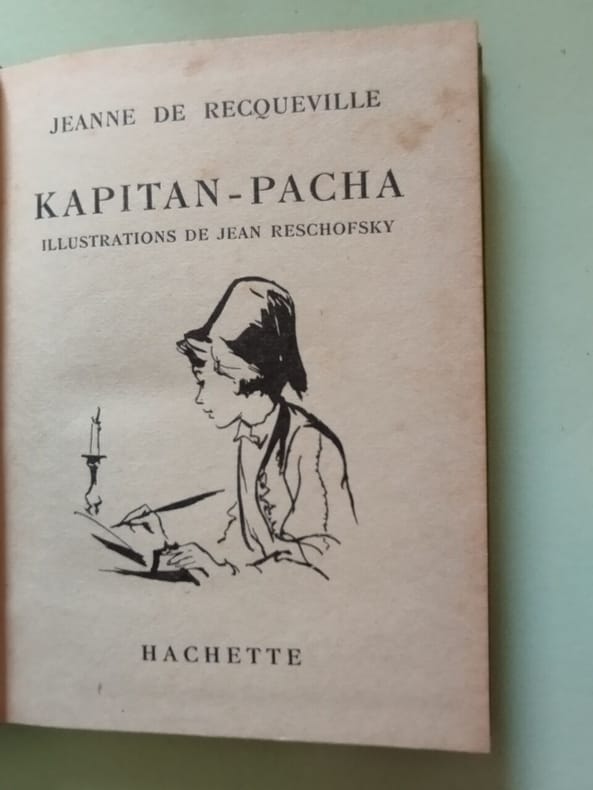 JEANNE DE RECQUEVILLE
KAPITAN-PACHA
ILLUSTRATIONS DE JEAN RESCHOFSKY
HACHETTE